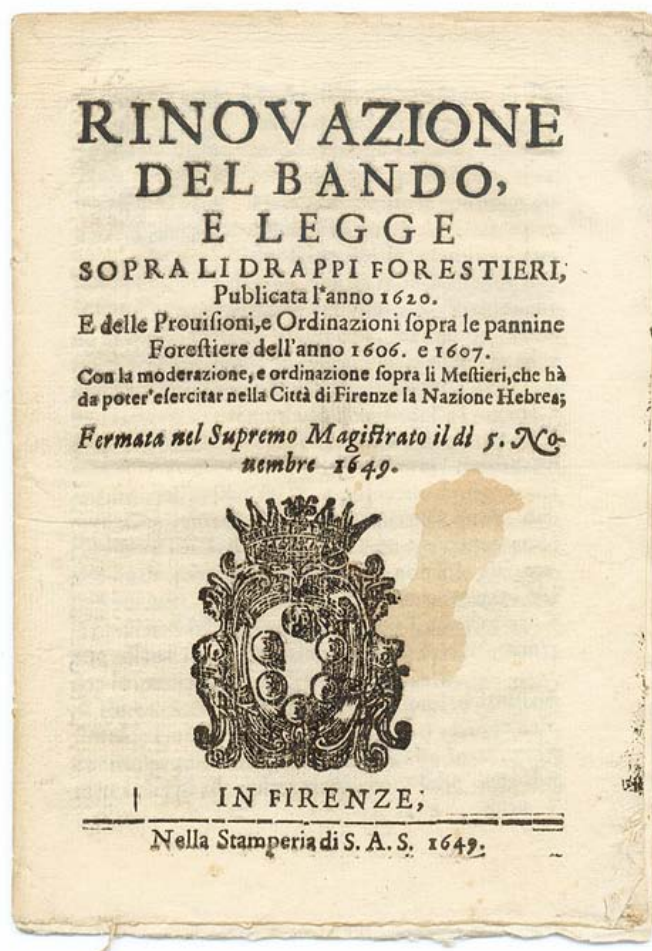 RINOVAZIONE
DEL BANDO,
E LEGGE
SOPRA LI DRAPPI FORESTIERI,
Publicata l'anno 1620.
E delle Prouisioni, e Ordinazioni sopra le pannine
Forestiere dell'anno 1606. e 1607.
Con la moderazione, e ordinazione sopra li Mestieri, che hà
da poter'esercitar nella Città di Firenze la Nazione Hebrea;
Fermata nel Supremo Magistrato il dì 5. No-
uembre 1649.
IN FIRENZE;
Nella Stamperia di S. A. S. 1649.